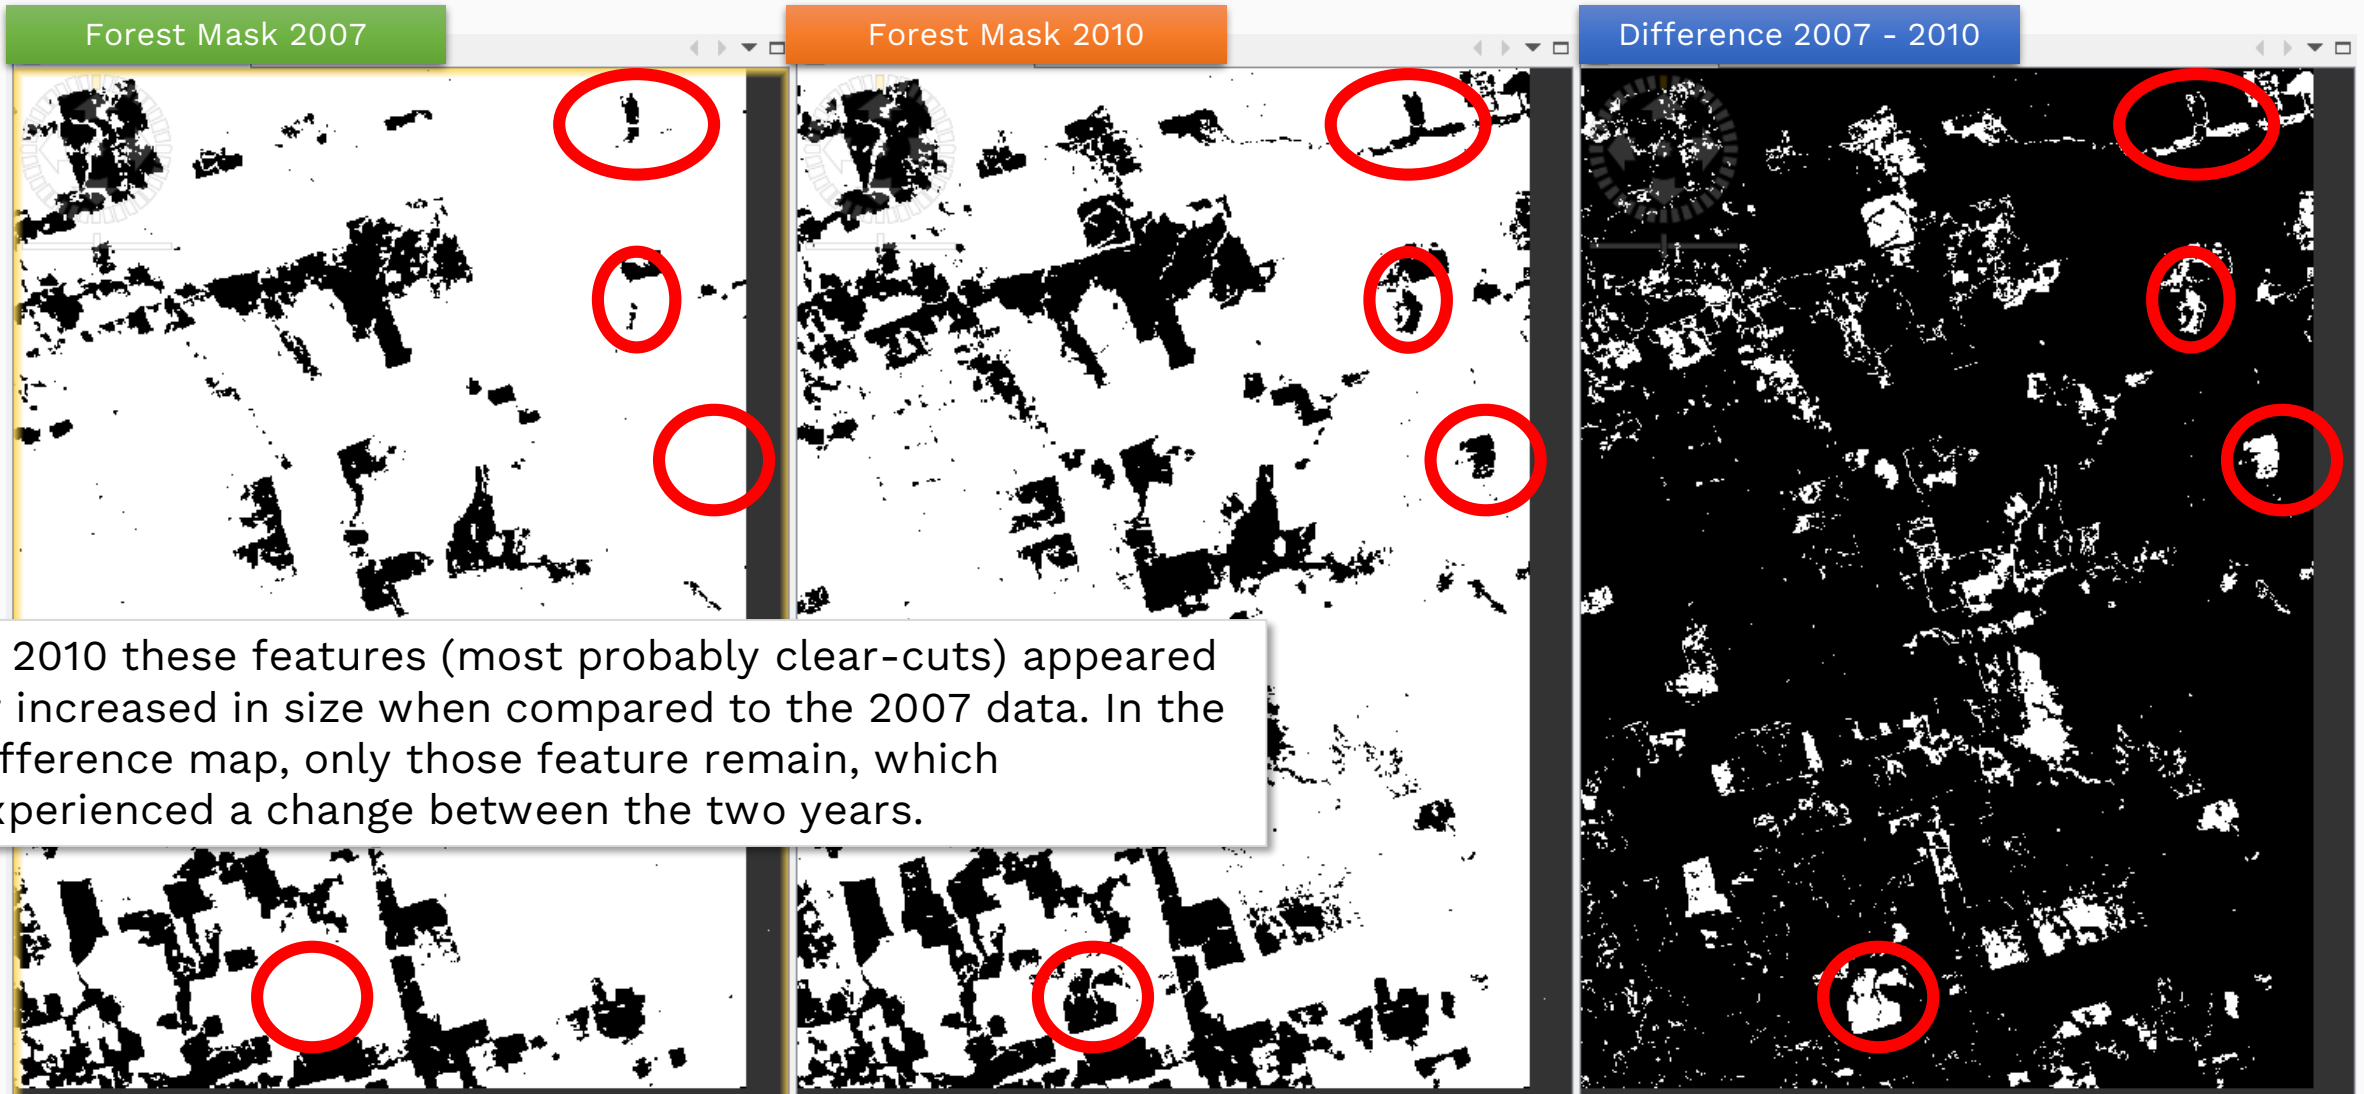 Forest Mask 2007
Forest Mask 2010
Difference 2007 - 2010
2010 these features (most probably clear-cuts) appeared
increased in size when compared to the 2007 data. In the
fference map, only those feature remain, which
xperienced a change between the two years.